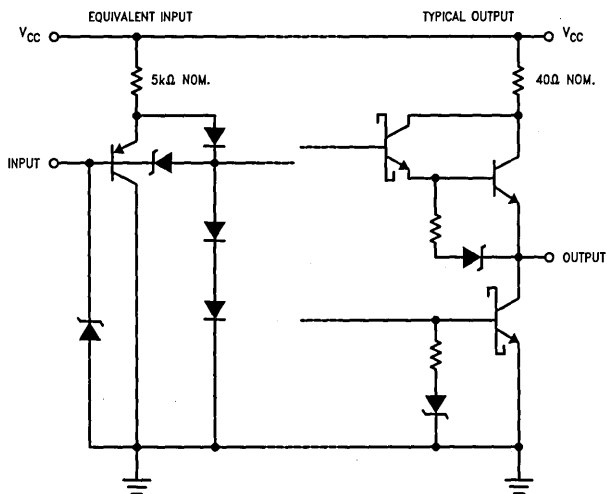 EQUIVALENT INPUT
TYPICAL OUTPUT
VCC
VCC
5kΩ NOM.
40Ω NOM.
INPUT
OUTPUT